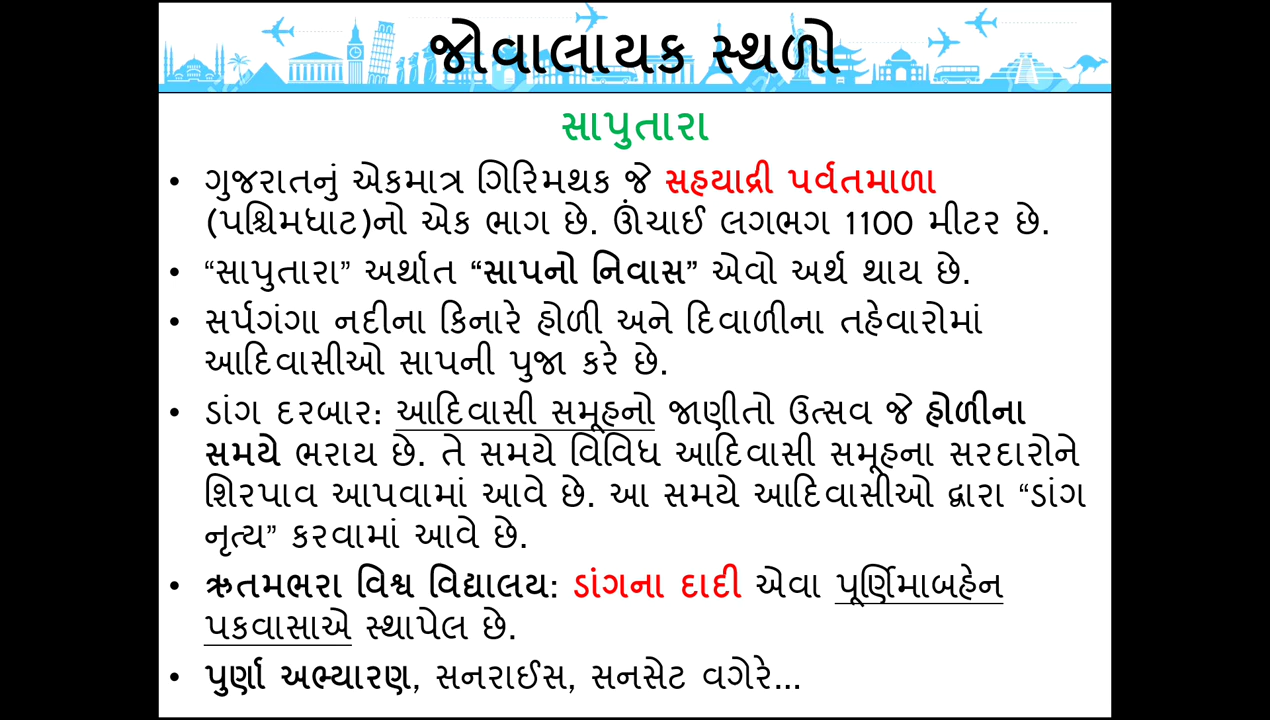 જોવાલાયક સ્થળો
સાપુતારા
• ગુજરાતનું એકમાત્ર ગિરિમથક જે સહયાદ્રી પર્વતમાળા
(પશ્ચિમઘાટ)નો એક ભાગ છે. ઊંચાઈ લગભગ 1100 મીટર છે.
• “સાપુતારા” અર્થાત “સાપનો નિવાસ” એવો અર્થ થાય છે.
• સર્પગંગા નદીના કિનારે હોળી અને દિવાળીના તહેવારોમાં
આદિવાસીઓ સાપની પુજા કરે છે.
• ડાંગ દરબાર: આદિવાસી સમૂહનો જાણીતો ઉત્સવ જે હોળીના
સમયે ભરાય છે. તે સમયે વિવિધ આદિવાસી સમૂહના સરદારોને
શિરપાવ આપવામાં આવે છે. આ સમયે આદિવાસીઓ દ્વારા “ડાંગ
નૃત્ય” કરવામાં આવે છે.
• ઋતમભરા વિશ્વ વિદ્યાલય: ડાંગના દાદી એવા પૂર્ણિમાબહેન
પકવાસાએ સ્થાપેલ છે.
• પુર્ણા અભ્યારણ, સનરાઈસ, સનસેટ વગેરે...